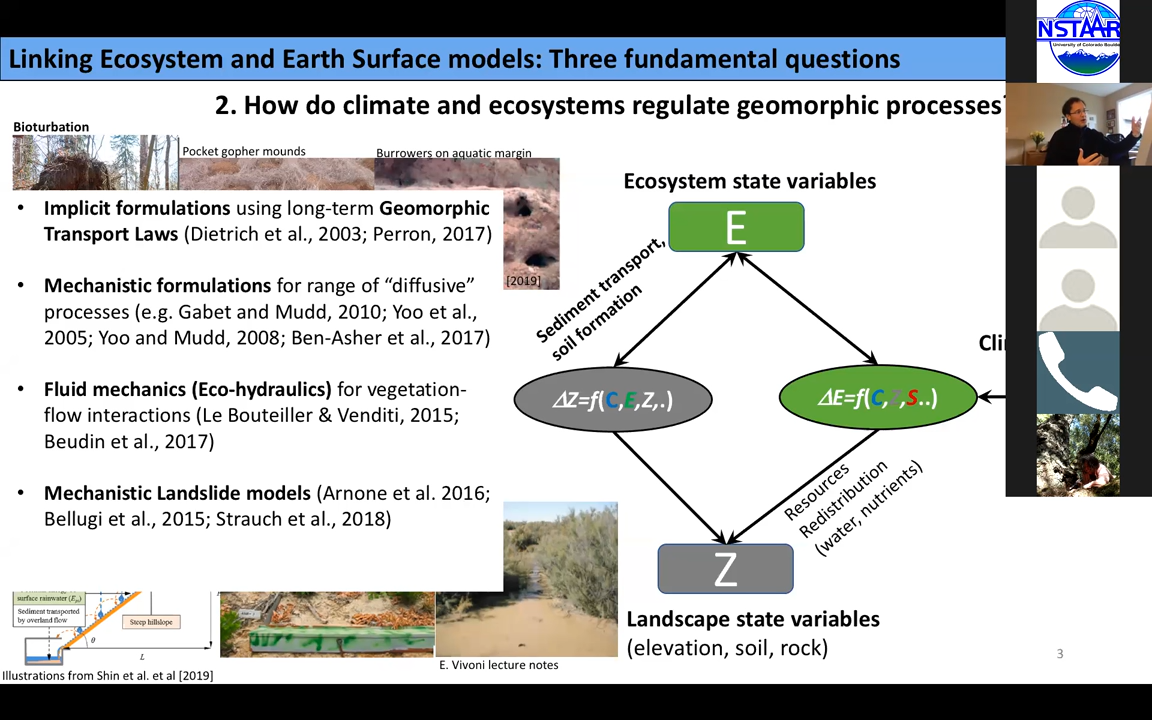 Linking Ecosystem and Earth Surface models: Three fundamental questions
INSTAAR
University of Colorado Boulder
2. How do climate and ecosystems regulate geomorphic processes
Bioturbation
Pocket gopher mounds
Burrowers on aquatic margin
• Implicit formulations using long-term Geomorphic
Transport Laws (Dietrich et al., 2003; Perron, 2017)
• Mechanistic formulations for range of “diffusive”
processes (e.g. Gabet and Mudd, 2010; Yoo et al.,
2005; Yoo and Mudd, 2008; Ben-Asher et al., 2017)
• Fluid mechanics (Eco-hydraulics) for vegetation-
flow interactions (Le Bouteiller & Venditi, 2015;
Beudin et al., 2017)
• Mechanistic Landslide models (Arnone et al. 2016;
Bellugi et al., 2015; Strauch et al., 2018)
[2019]
Ecosystem state variables
E
Sediment transport,
soil formation
ΔZ=f(C,E,Z,.)
ΔE=f(C,Z,S..)
Cli
Resources
Redistribution
(water, nutrients)
Z
Landscape state variables
(elevation, soil, rock)
surface rainwater (E
Sediment transported
by overland flow
Steep hillslope
θ
L
Illustrations from Shin et al. et al [2019]
E. Vivoni lecture notes
3